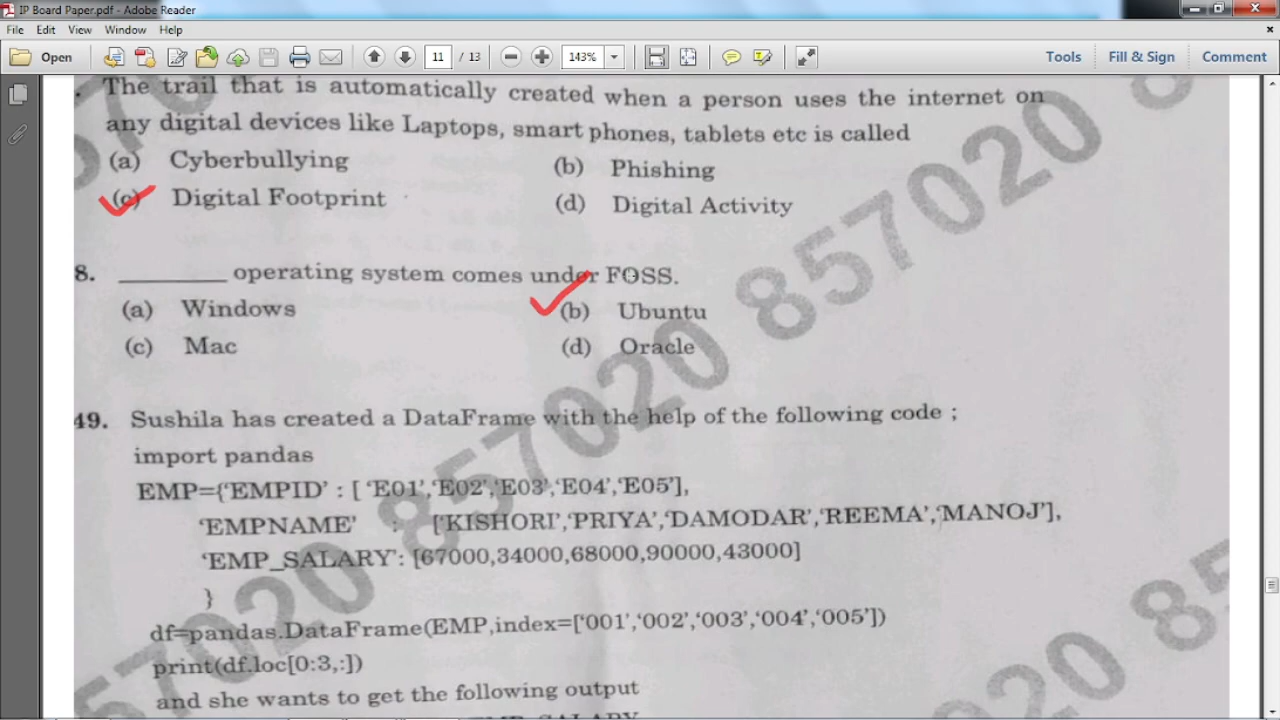 IP Board Paper.pdf - Adobe Reader
File Edit View Window Help
Open 11 / 13 143% Tools Fill & Sign Comment
The trail that is automatically created when a person uses the internet on
any digital devices like Laptops, smart phones, tablets etc is called
(a) Cyberbullying (b) Phishing
(c) Digital Footprint (d) Digital Activity
8. ________ operating system comes under FOSS.
(a) Windows (b) Ubuntu
(c) Mac (d) Oracle
49. Sushila has created a DataFrame with the help of the following code ;
import pandas
EMP={'EMPID' : [ 'E01','E02','E03','E04','E05'],
'EMPNAME' : ['KISHORI','PRIYA','DAMODAR','REEMA','MANOJ'],
'EMP_SALARY': [67000,34000,68000,90000,43000]
}
df=pandas.DataFrame(EMP,index=['001','002','003','004','005'])
print(df.loc[0:3,:])
and she wants to get the following output
857020 857020
857020 857020